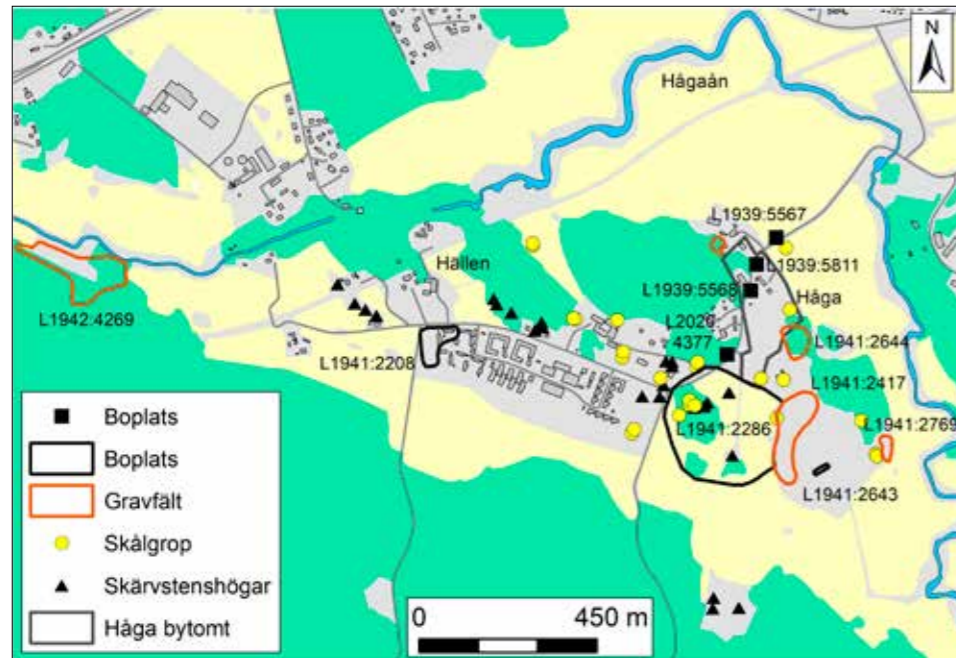 N
Hågaån
L1939:5567
L1939:5811
Hällen
L1939:5568
Håga
L2020
4377
L1942:4269
L1941:2208
L1941:2644
L1941:2417
L1941:2769
L1941:2286
L1941:2643
Boplats
Boplats
Gravfält
Skålgrop
Skärvstenshögar
Håga bytomt
0 450 m